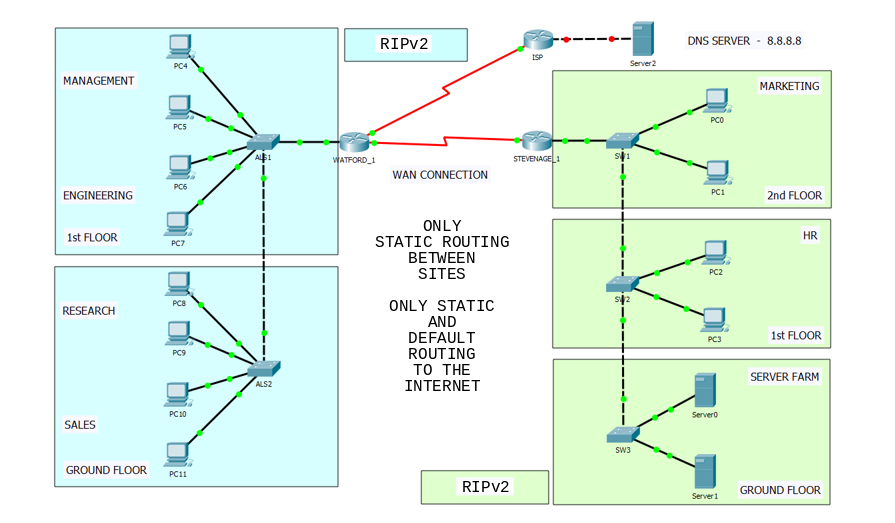 RIPv2
ISP
Server2
DNS SERVER - 8.8.8.8
MANAGEMENT
PC4
PC5
ALS1
PC6
ENGINEERING
1st FLOOR
PC7
WATFORD_1
WAN CONNECTION
STEVENAGE_1
MARKETING
PC0
SW1
PC1
2nd FLOOR
ONLY
STATIC ROUTING
BETWEEN
SITES
ONLY STATIC
AND
DEFAULT
ROUTING
TO THE
INTERNET
HR
PC2
SW2
PC3
1st FLOOR
RESEARCH
PC8
PC9
ALS2
PC10
SALES
PC11
GROUND FLOOR
SERVER FARM
Server0
SW3
Server1
GROUND FLOOR
RIPv2